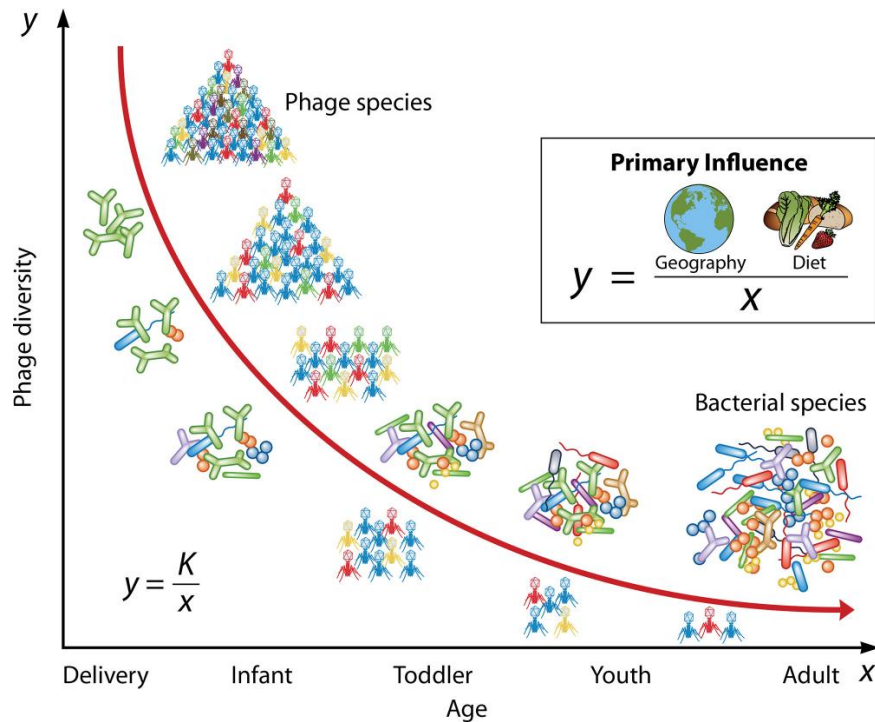 y
Phage species
Primary Influence
Geography Diet
y =
x
Phage diversity
Bacterial species
y = K
x
Delivery Infant Toddler Youth Adult x
Age